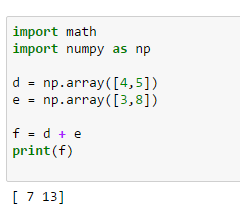 import math
import numpy as np
d = np.array([4,5])
e = np.array([3,8])
f = d + e
print(f)
[ 7 13]